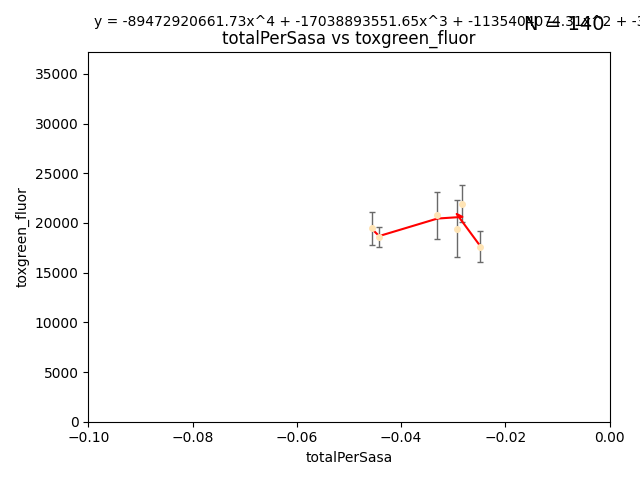 y = -89472920661.73x^4 + -17038893551.65x^3 + -1135404074.31x^2 + -3
N = 140
totalPerSasa vs toxgreen_fluor
35000
30000
25000
20000
15000
10000
5000
0
toxgreen_fluor
−0.10 −0.08 −0.06 −0.04 −0.02 0.00
totalPerSasa